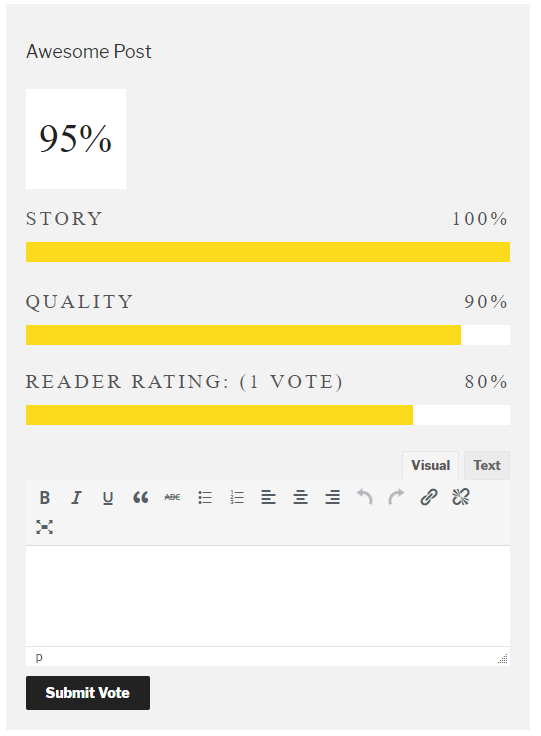 Awesome Post
95%
STORY 100%
QUALITY 90%
READER RATING: (1 VOTE) 80%
Visual Text
B I U ABC
p
Submit Vote